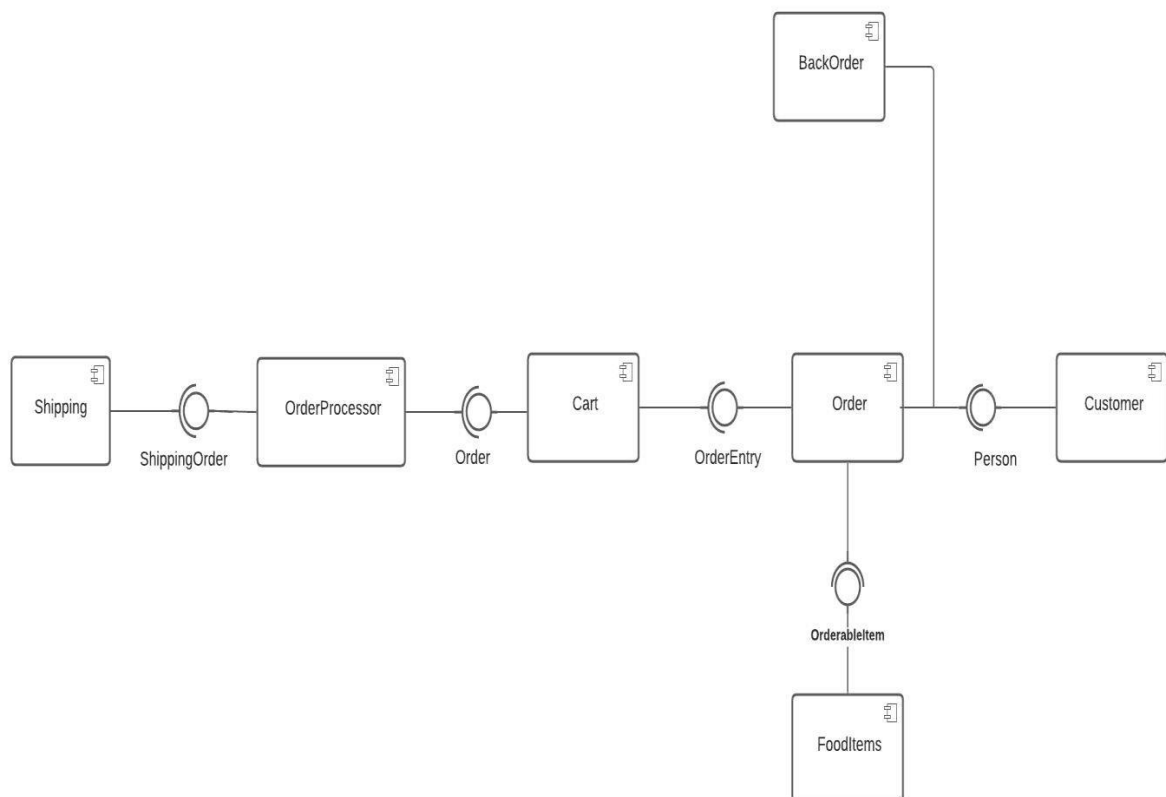 BackOrder
Shipping
ShippingOrder
OrderProcessor
Order
Cart
OrderEntry
Order
Person
Customer
OrderableItem
FoodItems